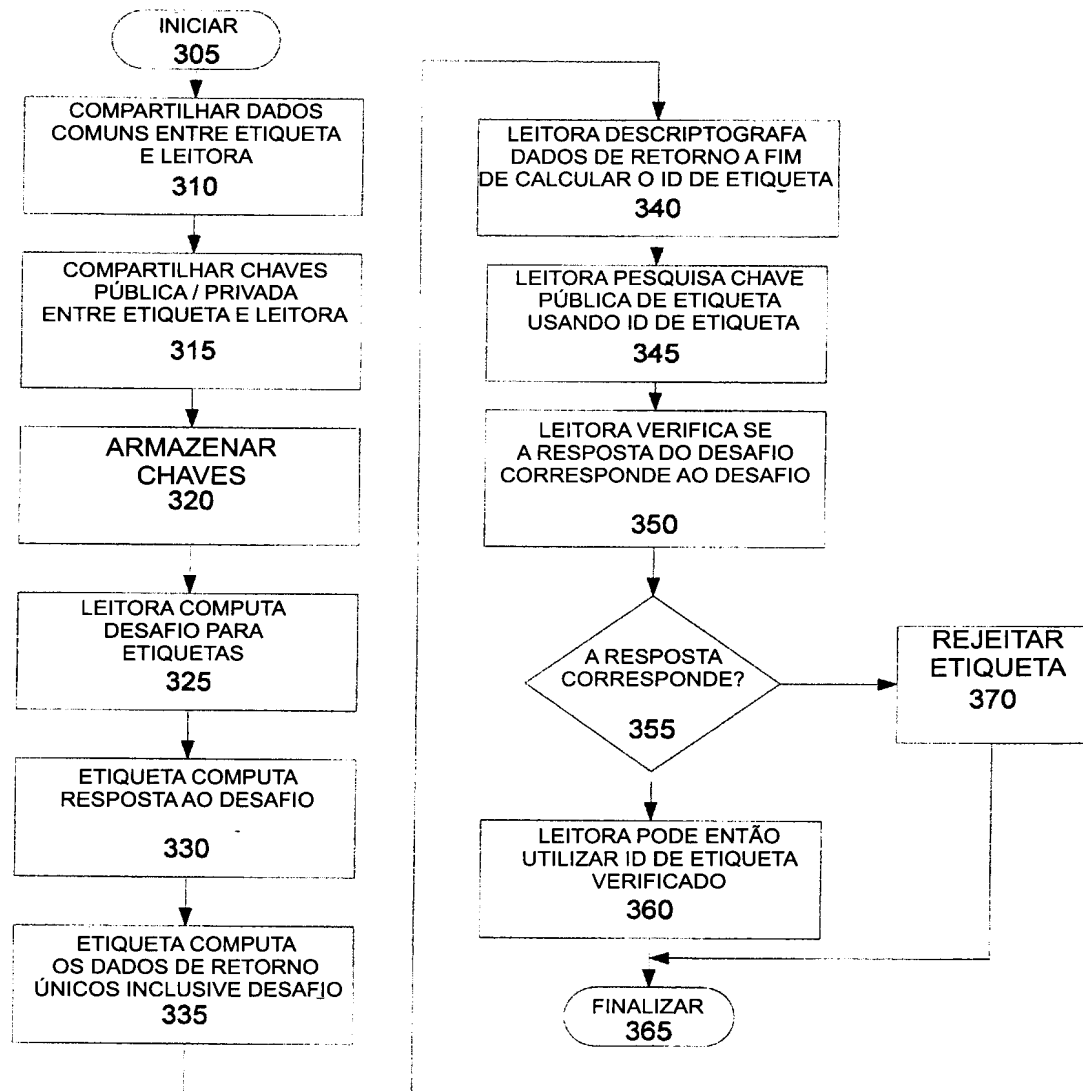 INICIAR
305
COMPARTILHAR DADOS
COMUNS ENTRE ETIQUETA
E LEITORA
310
COMPARTILHAR CHAVES
PÚBLICA / PRIVADA
ENTRE ETIQUETA E LEITORA
315
ARMAZENAR
CHAVES
320
LEITORA COMPUTA
DESAFIO PARA
ETIQUETAS
325
ETIQUETA COMPUTA
RESPOSTA AO DESAFIO
330
ETIQUETA COMPUTA
OS DADOS DE RETORNO
ÚNICOS INCLUSIVE DESAFIO
335
LEITORA DESCRIPTOGRAFA
DADOS DE RETORNO A FIM
DE CALCULAR O ID DE ETIQUETA
340
LEITORA PESQUISA CHAVE
PÚBLICA DE ETIQUETA
USANDO ID DE ETIQUETA
345
LEITORA VERIFICA SE
A RESPOSTA DO DESAFIO
CORRESPONDE AO DESAFIO
350
A RESPOSTA
CORRESPONDE?
355
REJEITAR
ETIQUETA
370
LEITORA PODE ENTÃO
UTILIZAR ID DE ETIQUETA
VERIFICADO
360
FINALIZAR
365